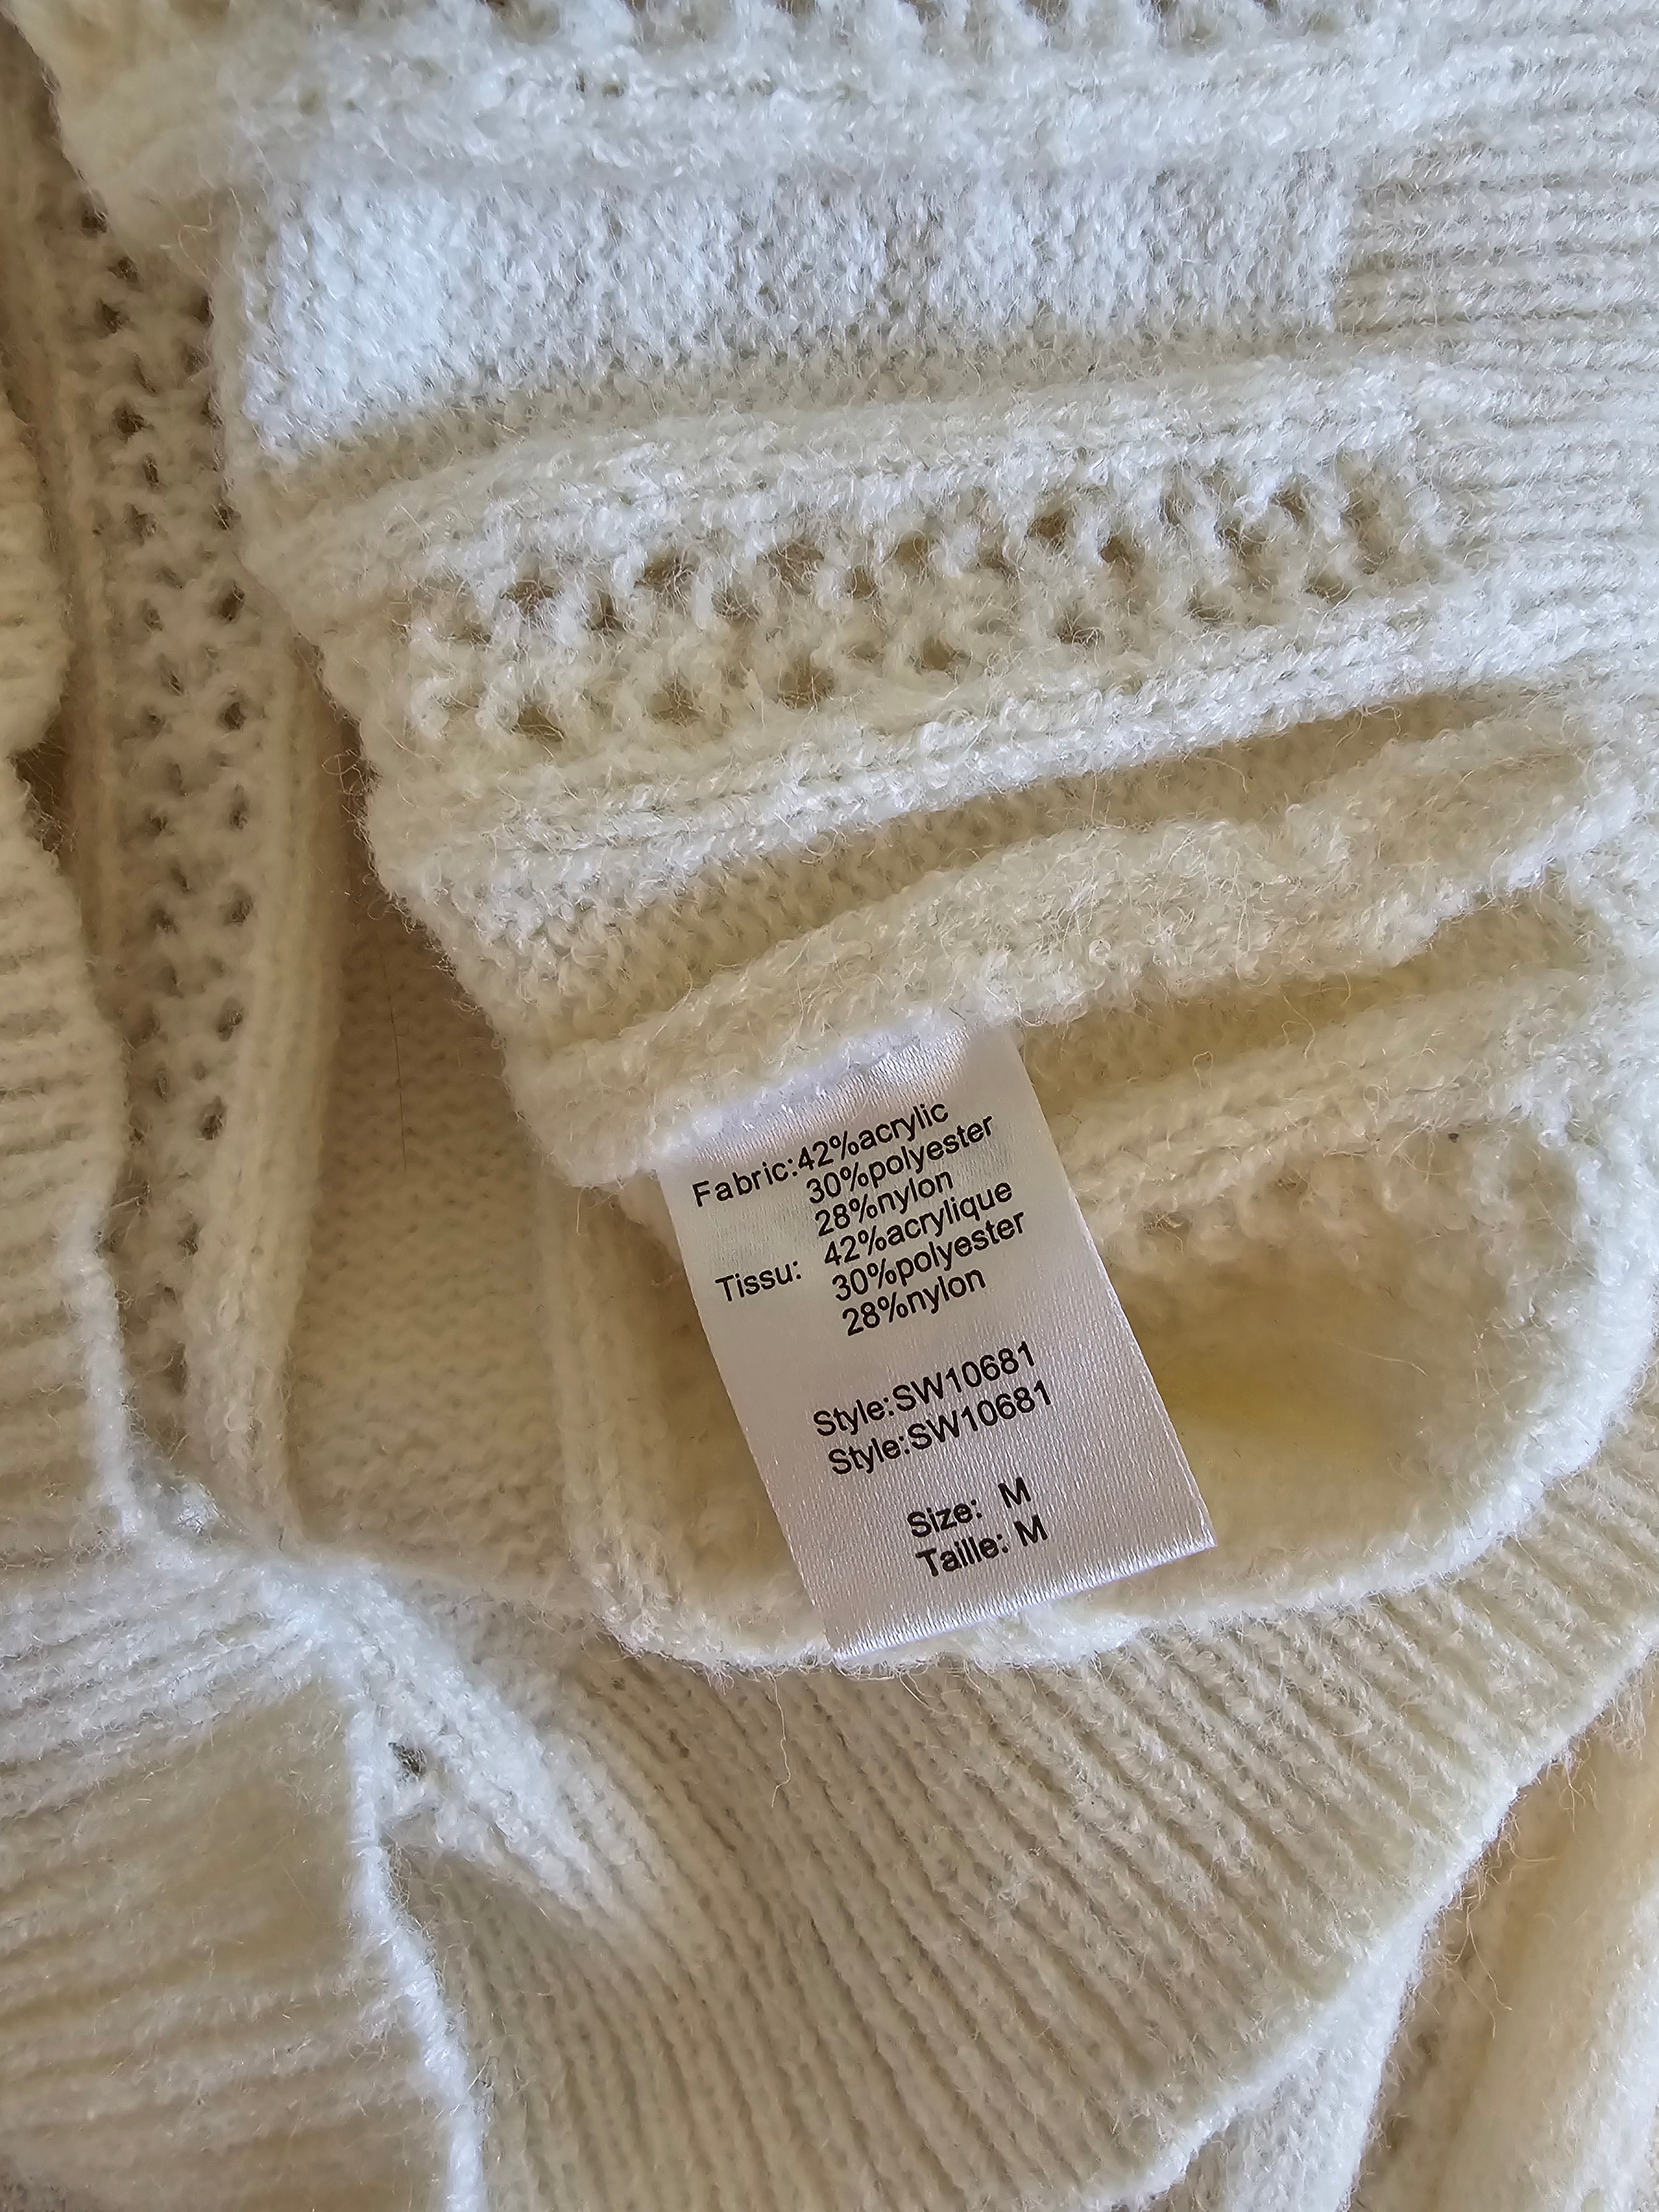 Fabric:42%acrylic
30%polyester
28%nylon
Tissu: 42%acrylique
30%polyester
28%nylon
Style:SW10681
Style:SW10681
Size: M
Taille: M